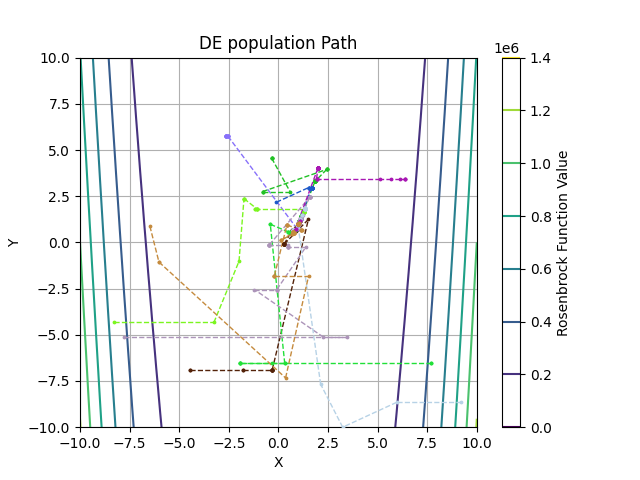 DE population Path
1e6
10.0
7.5
5.0
2.5
0.0
−2.5
−5.0
−7.5
−10.0
Y
−10.0 −7.5 −5.0 −2.5 0.0 2.5 5.0 7.5 10.0
X
1.4
1.2
1.0
0.8
0.6
0.4
0.2
0.0
Rosenbrock Function Value